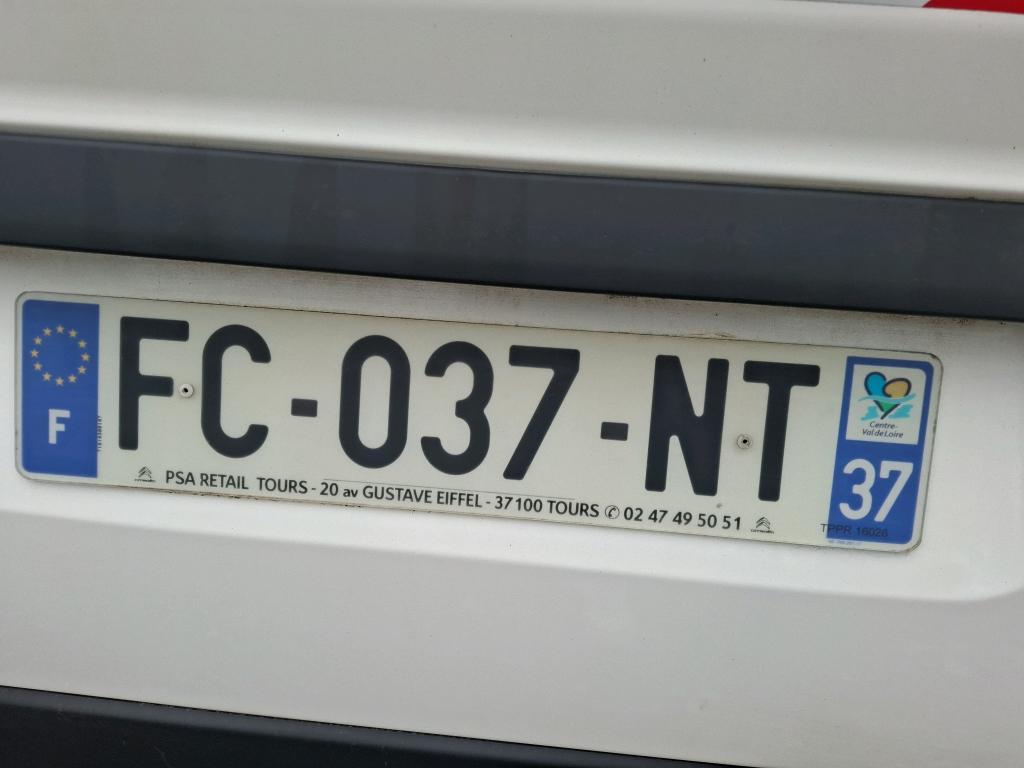 F
FC-037-NT
Centre-
Val de Loire
37
PSA RETAIL TOURS - 20 av GUSTAVE EIFFEL - 37100 TOURS ✆ 02 47 49 50 51
TPPR 16028